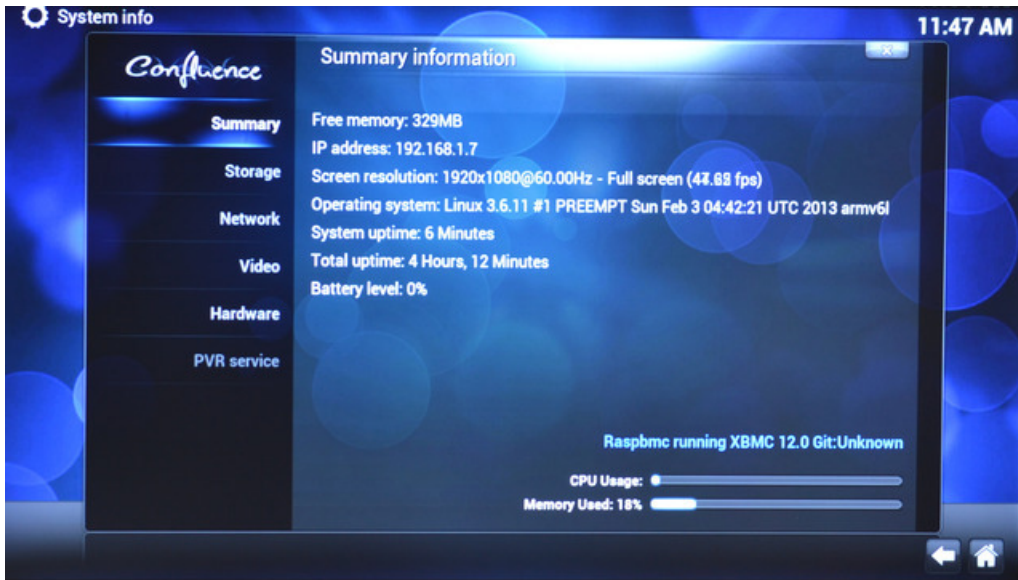 System info
11:47 AM
Confluence
Summary information
Summary
Storage
Network
Video
Hardware
PVR service
Free memory: 329MB
IP address: 192.168.1.7
Screen resolution: 1920x1080@60.00Hz - Full screen ( fps)
Operating system: Linux 3.6.11 #1 PREEMPT Sun Feb 3 04:42:21 UTC 2013 armv6l
System uptime: 6 Minutes
Total uptime: 4 Hours, 12 Minutes
Battery level: 0%
Raspbmc running XBMC 12.0 Git:Unknown
CPU Usage:
Memory Used: 18%